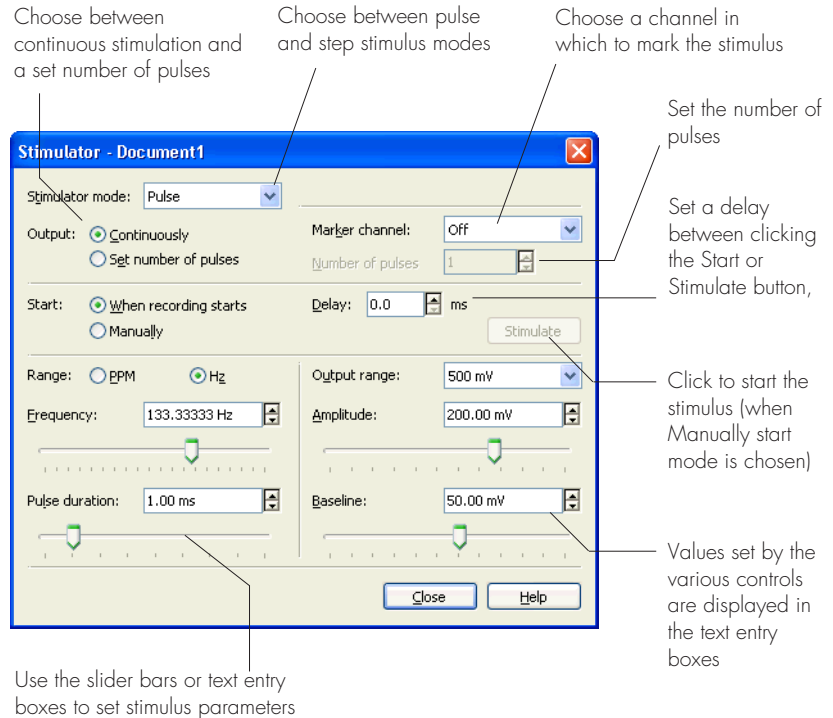 Choose between
continuous stimulation and
a set number of pulses
Choose between pulse
and step stimulus modes
Choose a channel in
which to mark the stimulus
Set the number of
pulses
Stimulator - Document1
Stimulator mode: Pulse
Output: Continuously
Set number of pulses
Marker channel: Off
Number of pulses 1
Set a delay
between clicking
the Start or
Stimulate button,
Start: When recording starts
Manually
Delay: 0.0 ms
Stimulate
Range: PPM Hz
Output range: 500 mV
Click to start the
stimulus (when
Manually start
mode is chosen)
Frequency: 133.33333 Hz
Amplitude: 200.00 mV
Pulse duration: 1.00 ms
Baseline: 50.00 mV
Values set by the
various controls
are displayed in
the text entry
boxes
Close
Help
Use the slider bars or text entry
boxes to set stimulus parameters